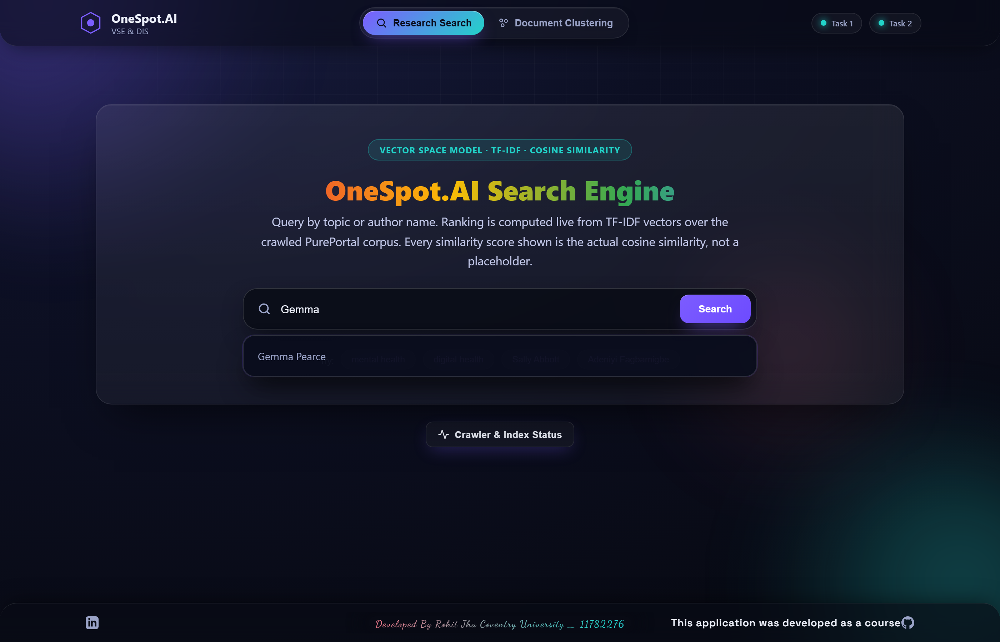 OneSpot.AI
VSE & DIS
Research Search
Document Clustering
Task 1
Task 2
VECTOR SPACE MODEL · TF-IDF · COSINE SIMILARITY
OneSpot.AI Search Engine
Query by topic or author name. Ranking is computed live from TF-IDF vectors over the
crawled PurePortal corpus. Every similarity score shown is the actual cosine similarity, not a
placeholder.
Gemma
Search
Gemma Pearce
mental health
digital health
Sally Abbott
Adeniyi Fagbamigbe
Crawler & Index Status
in
Developed By Rohit Jha Coventry University _ 11782276
This application was developed as a course